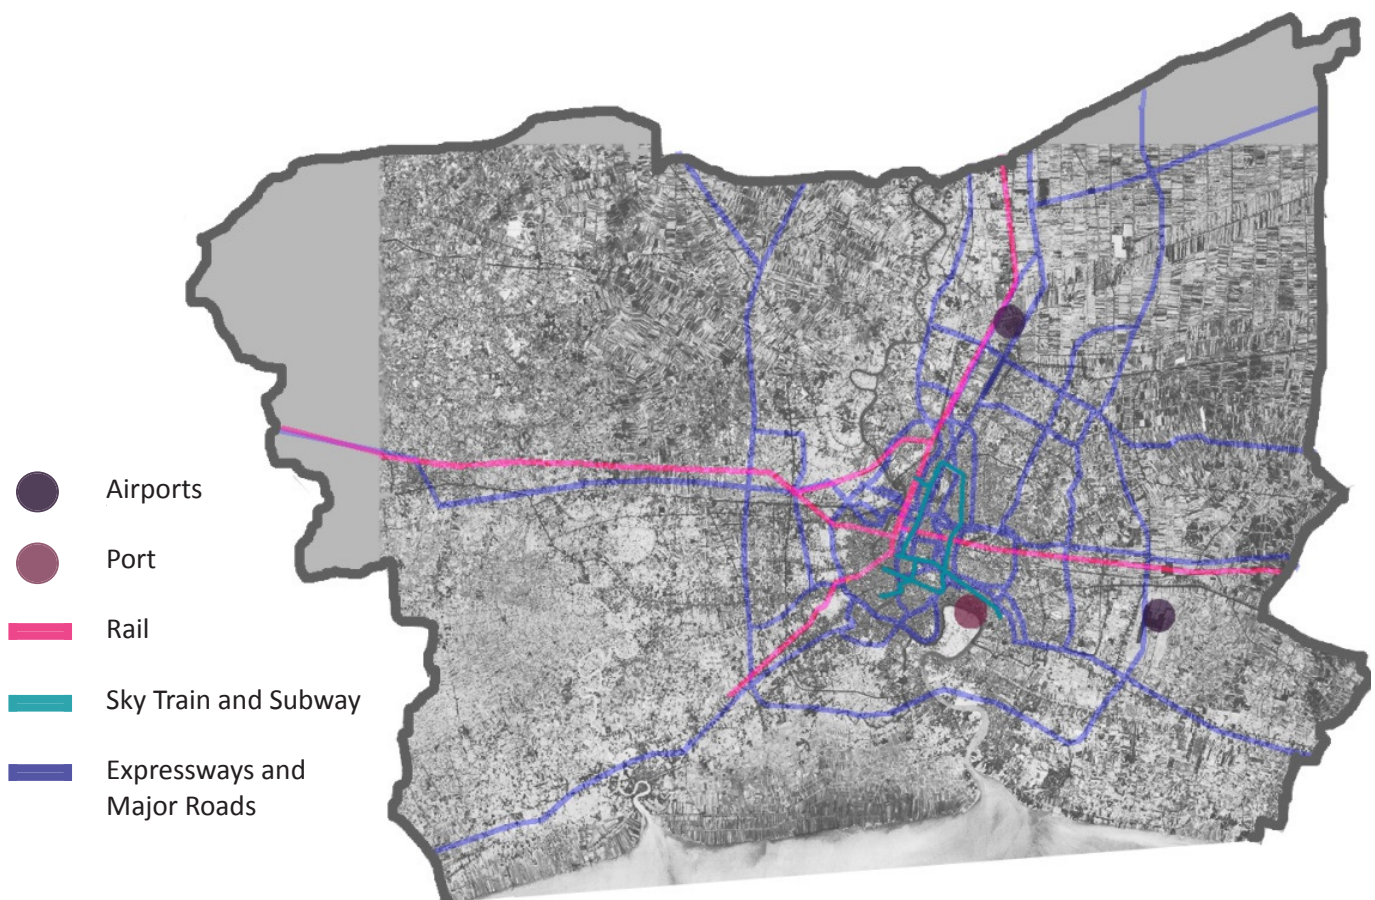 Airports
Port
Rail
Sky Train and Subway
Expressways and
Major Roads